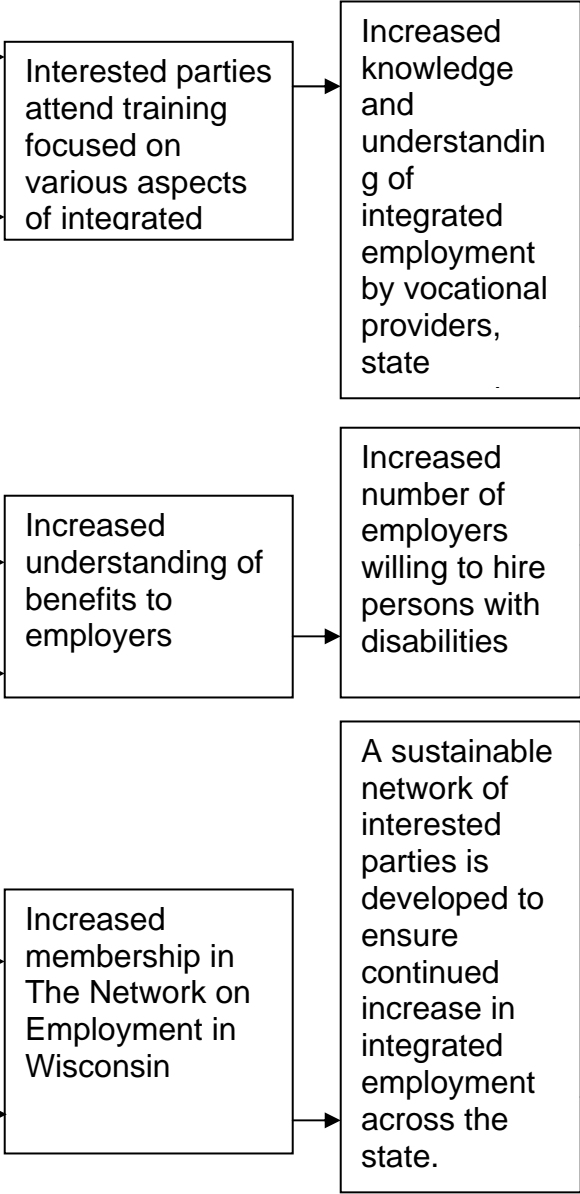 Interested parties
attend training
focused on
various aspects
of integrated
Increased
knowledge
and
understandin
g of
integrated
employment
by vocational
providers,
state
Increased
understanding of
benefits to
employers
Increased
number of
employers
willing to hire
persons with
disabilities
Increased
membership in
The Network on
Employment in
Wisconsin
A sustainable
network of
interested
parties is
developed to
ensure
continued
increase in
integrated
employment
across the
state.